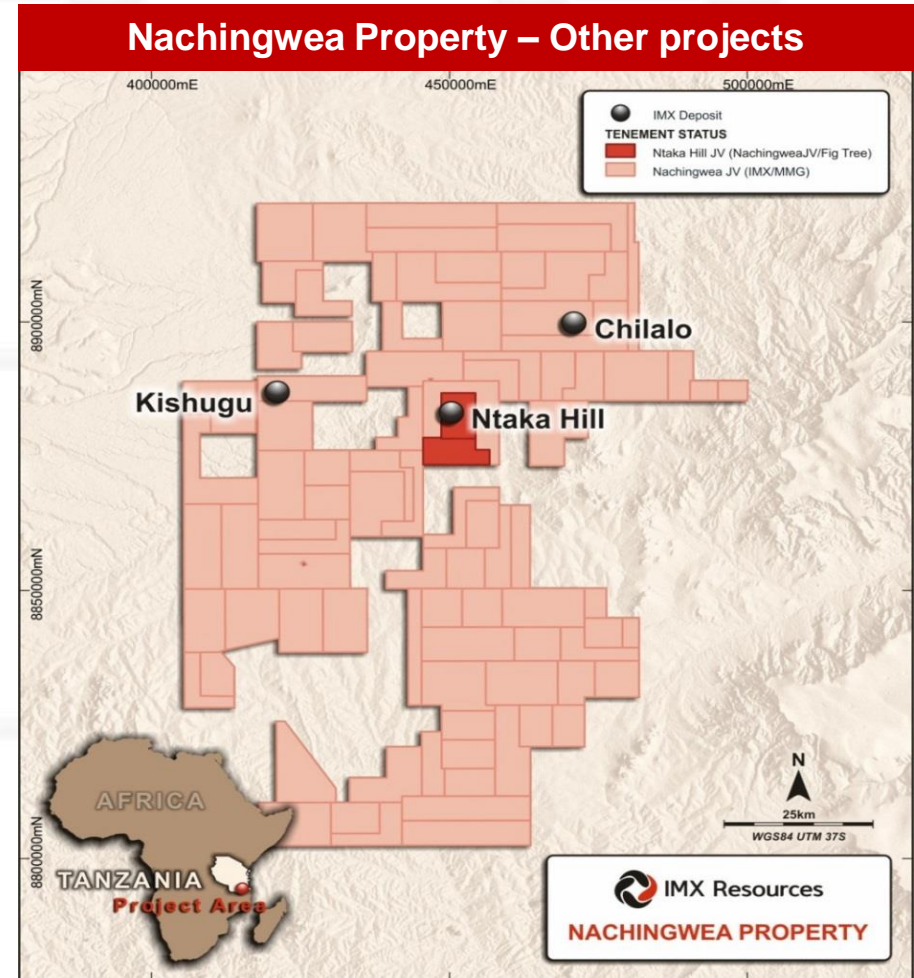 Nachingwea Property – Other projects
400000mE
450000mE
500000mE
IMX Deposit
TENEMENT STATUS
Ntaka Hill JV (NachingweaJV/Fig Tree)
Nachingwea JV (IMX/MMG)
8900000mN
Chilalo
Kishugu
Ntaka Hill
8850000mN
N
25km
WGS84 UTM 37S
8800000mN
AFRICA
TANZANIA
Project Area
IMX Resources
NACHINGWEA PROPERTY